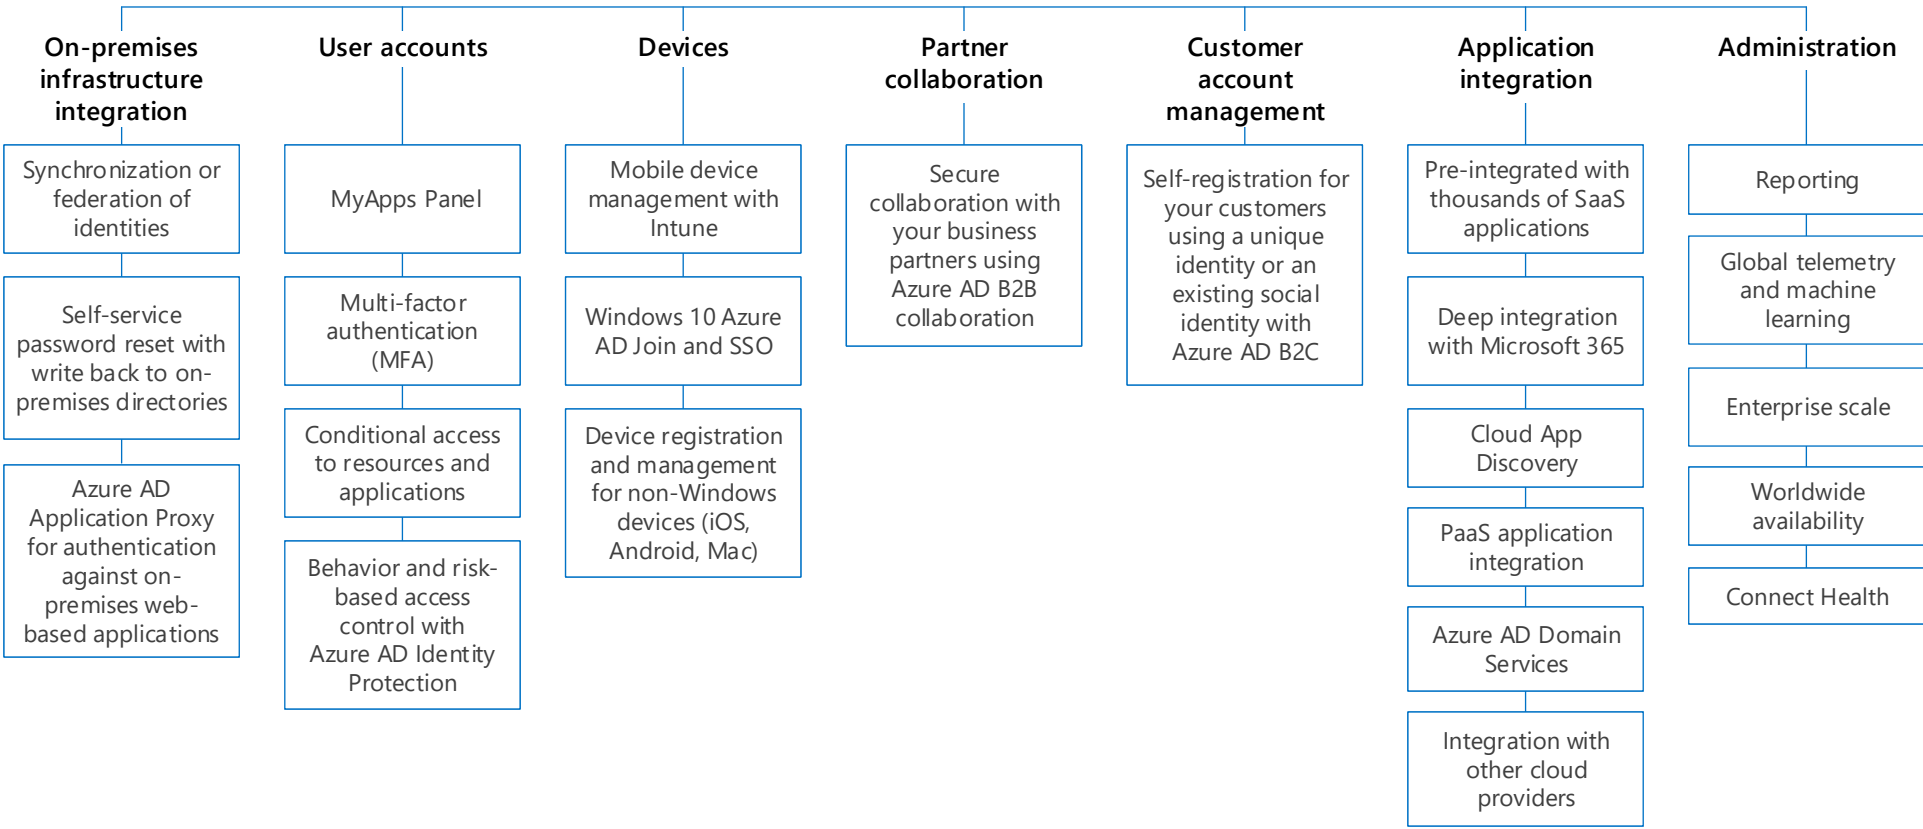 On-premises
infrastructure
integration
Synchronization or
federation of
identities
Self-service
password reset with
write back to on-
premises directories
Azure AD
Application Proxy
for authentication
against on-
premises web-
based applications
User accounts
MyApps Panel
Multi-factor
authentication
(MFA)
Conditional access
to resources and
applications
Behavior and risk-
based access
control with
Azure AD Identity
Protection
Devices
Mobile device
management with
Intune
Windows 10 Azure
AD Join and SSO
Device registration
and management
for non-Windows
devices (iOS,
Android, Mac)
Partner
collaboration
Secure
collaboration with
your business
partners using
Azure AD B2B
collaboration
Customer
account
management
Self-registration for
your customers
using a unique
identity or an
existing social
identity with
Azure AD B2C
Application
integration
Pre-integrated with
thousands of SaaS
applications
Deep integration
with Microsoft 365
Cloud App
Discovery
PaaS application
integration
Azure AD Domain
Services
Integration with
other cloud
providers
Administration
Reporting
Global telemetry
and machine
learning
Enterprise scale
Worldwide
availability
Connect Health